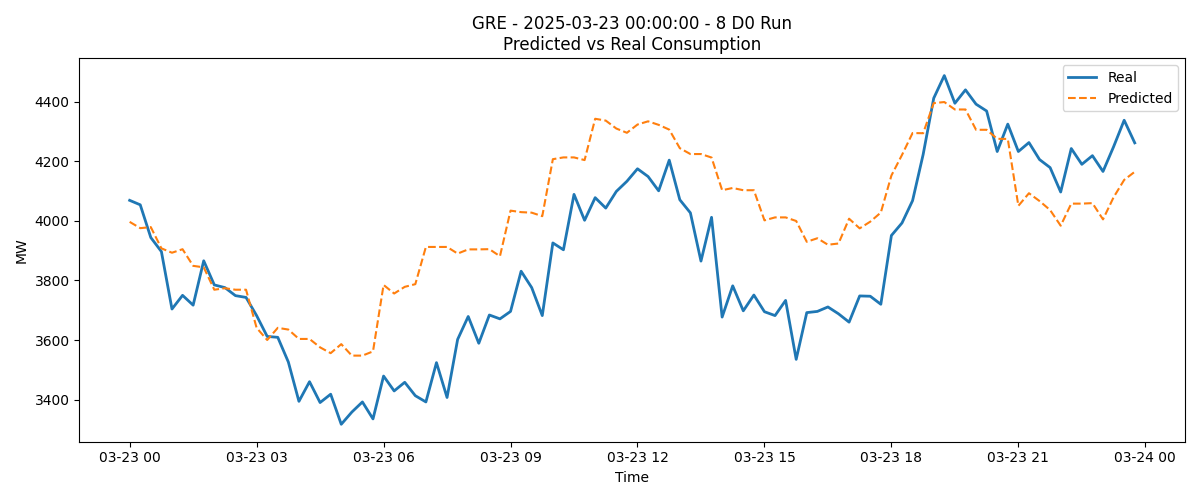 GRE - 2025-03-23 00:00:00 - 8 D0 Run
Predicted vs Real Consumption
Real
Predicted
MW
4400
4200
4000
3800
3600
3400
03-23 00
03-23 03
03-23 06
03-23 09
03-23 12
03-23 15
03-23 18
03-23 21
03-24 00
Time